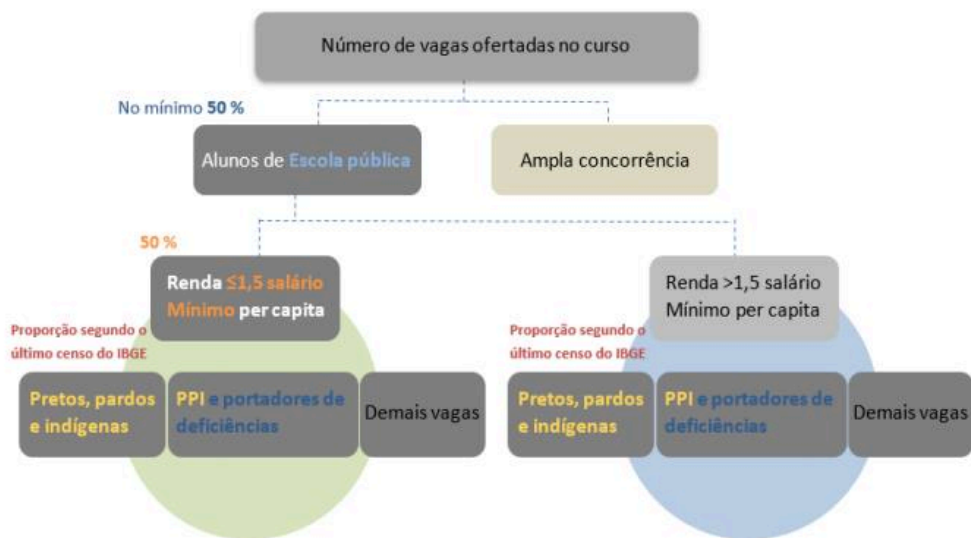 Número de vagas ofertadas no curso
No mínimo 50 %
Alunos de Escola pública
Ampla concorrência
50 %
Renda ≤1,5 salário
Mínimo per capita
Renda >1,5 salário
Mínimo per capita
Proporção segundo o
último censo do IBGE
Proporção segundo o
último censo do IBGE
Pretos, pardos
e indígenas
PPI e portadores de
deficiências
Demais vagas
Pretos, pardos
e indígenas
PPI e portadores de
deficiências
Demais vagas